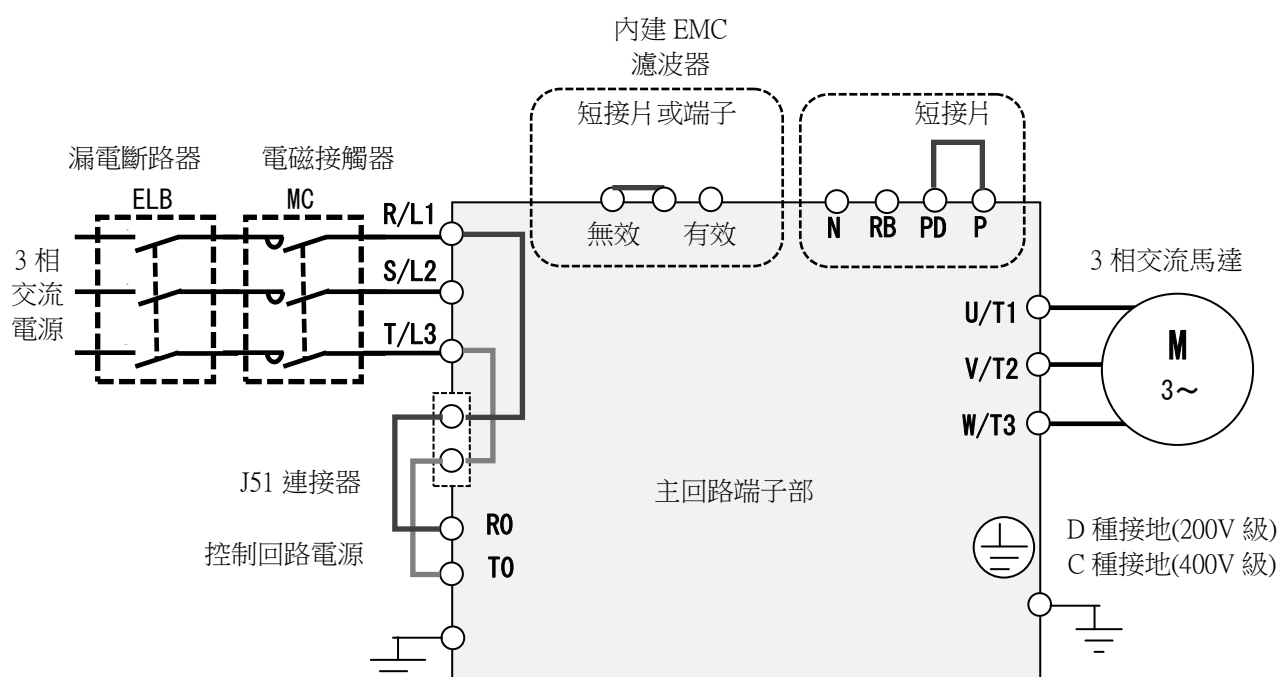 內建 EMC
濾波器
短接片或端子
短接片
漏電斷路器
電磁接觸器
ELB
MC
R/L1
無效
有效
N
RB
PD
P
3 相
交流
電源
S/L2
T/L3
3 相交流馬達
U/T1
V/T2
W/T3
M
3～
J51 連接器
主回路端子部
控制回路電源
R0
T0
D 種接地(200V 級)
C 種接地(400V 級)